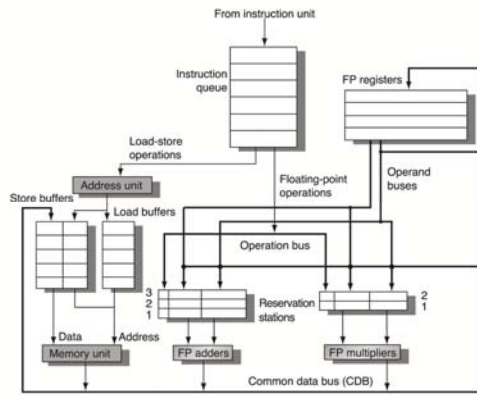 From instruction unit
Instruction
queue
FP registers
Load-store
operations
Address unit
Floating-point
operations
Operand
buses
Store buffers
Load buffers
Operation bus
3
2
1
Reservation
stations
2
1
Data
Address
Memory unit
FP adders
FP multipliers
Common data bus (CDB)